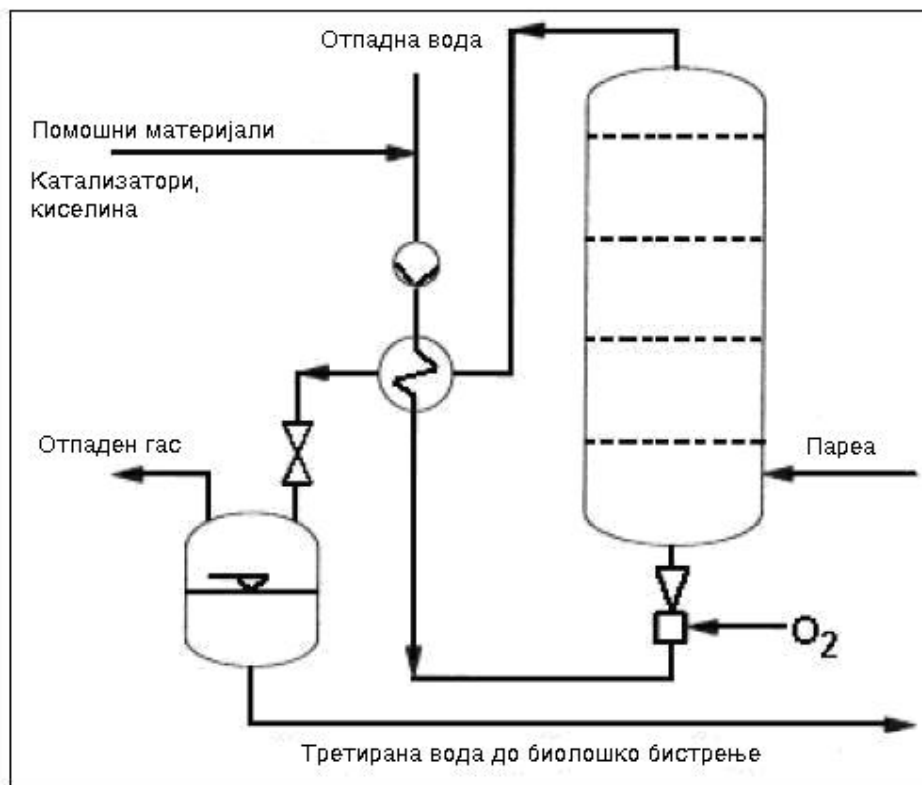 Отпадна вода
Помошни материјали
Катализатори,
киселина
Отпаден гас
Пареа
O₂
Третирана вода до биолошко бистрење